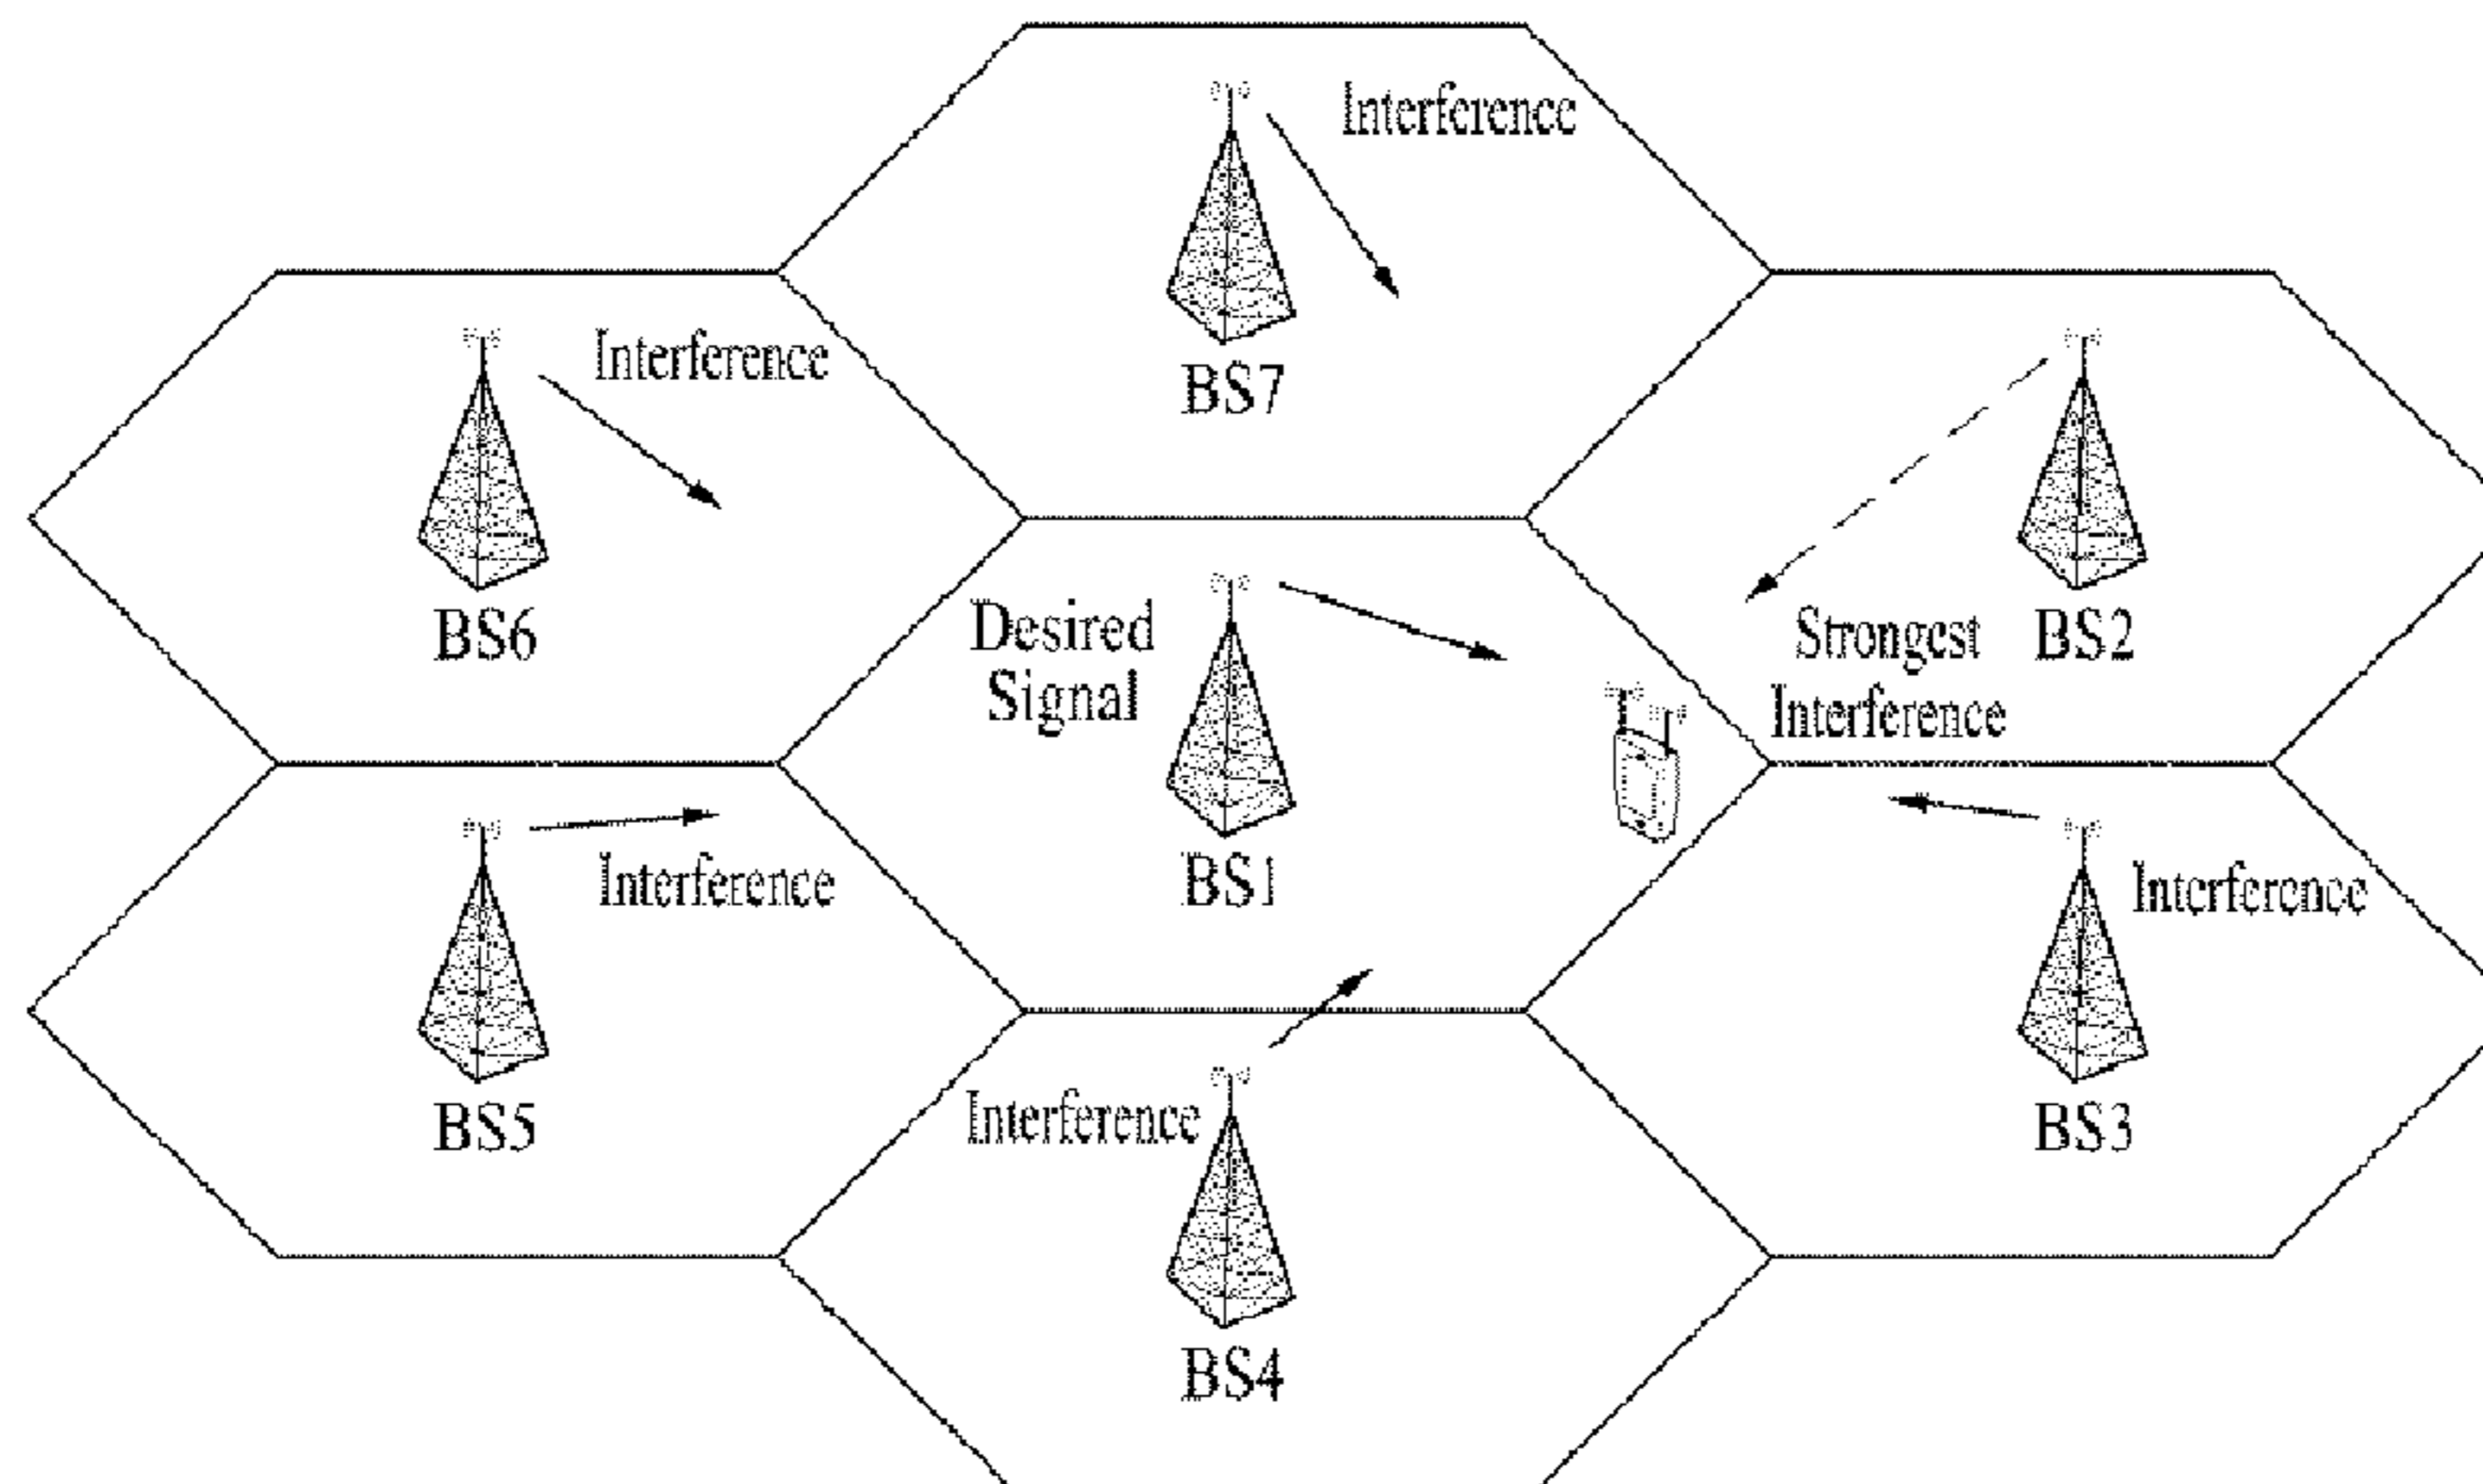 Interference
BS7
Interference
BS6
Desired
Signal
BS1
Strongest
Interference
BS2
Interference
BS5
Interference
BS3
Interference
BS4